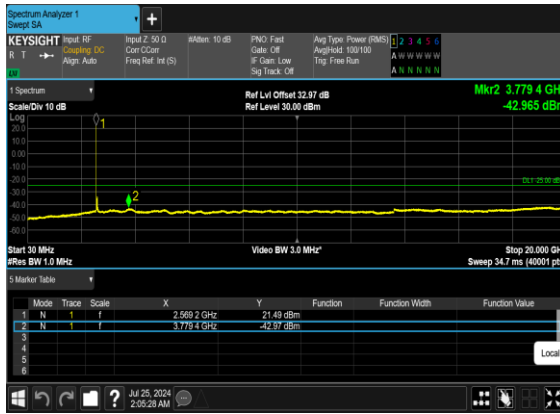 Spectrum Analyzer 1
Swept SA
+
KEYSIGHT Input: RF Input Z: 50 Ω #Atten: 10 dB PNO: Fast Avg Type: Power (RMS) 1 2 3 4 5 6
R T Coupling: DC Corr CCorr Gate: Off Avg|Hold: 100/100 A W W W W W
Align: Auto Freq Ref: Int (S) IF Gain: Low Trig: Free Run
LXI Sig Track: Off A N N N N N
1 Spectrum
Scale/Div 10 dB Ref Lvl Offset 32.97 dB Mkr2 3.779 4 GH
Ref Level 30.00 dBm -42.965 dBm
Log
20.0
10.0
0.00
-10.0
-20.0
-30.0
-40.0
-50.0
-60.0
1
2
DL1 -25.00 dB
Start 30 MHz Video BW 3.0 MHz* Stop 20.000 GH
#Res BW 1.0 MHz Sweep 34.7 ms (40001 pt
5 Marker Table
Mode Trace Scale X Y Function Function Width Function Value
1 N 1 f 2.569 2 GHz 21.49 dBm
2 N 1 f 3.779 4 GHz -42.97 dBm
3
4
5
6
Local
? Jul 25, 2024
2:05:28 AM